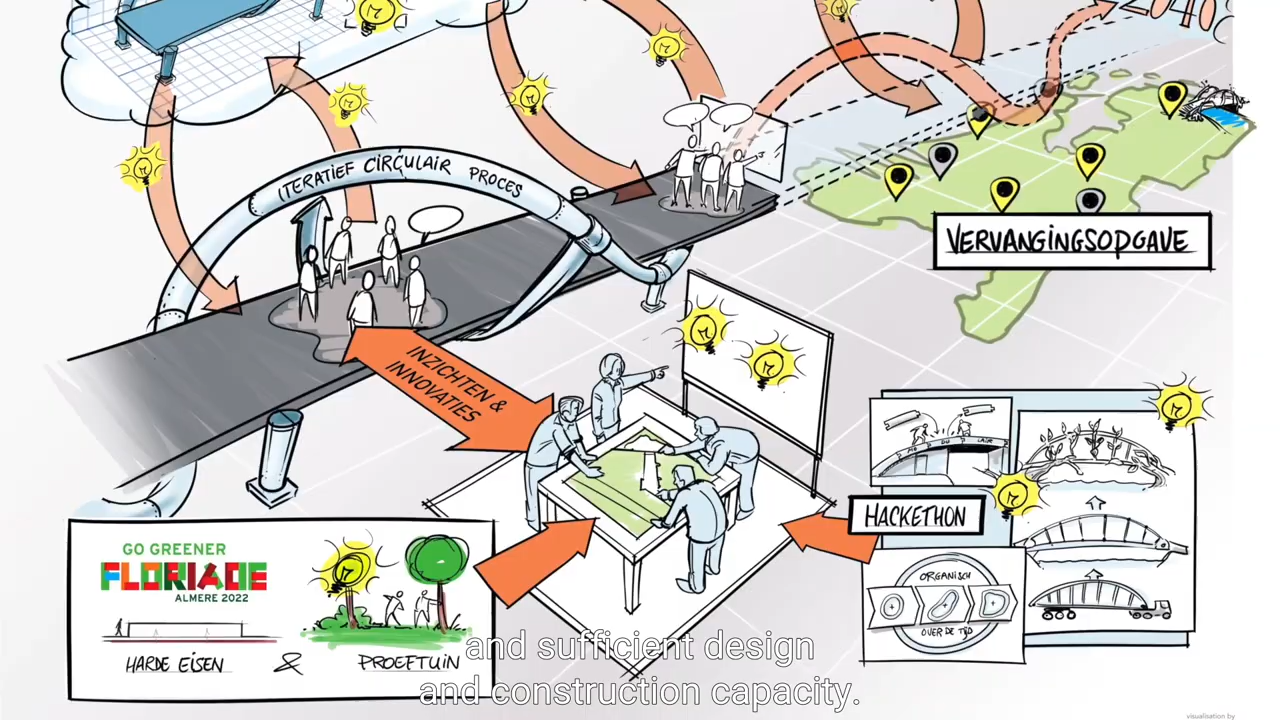 2040
ITERATIEF CIRCULAIR PROCES
VERVANGINGSOPGAVE
INZICHTEN &
INNOVATIES
HACKETHON
GO GREENER
FLORIADE
ALMERE 2022
ORGANISCH
OVER DE TIJD
HARDE EISEN & PROEFTUIN
and sufficient design
and construction capacity.
visualisation by